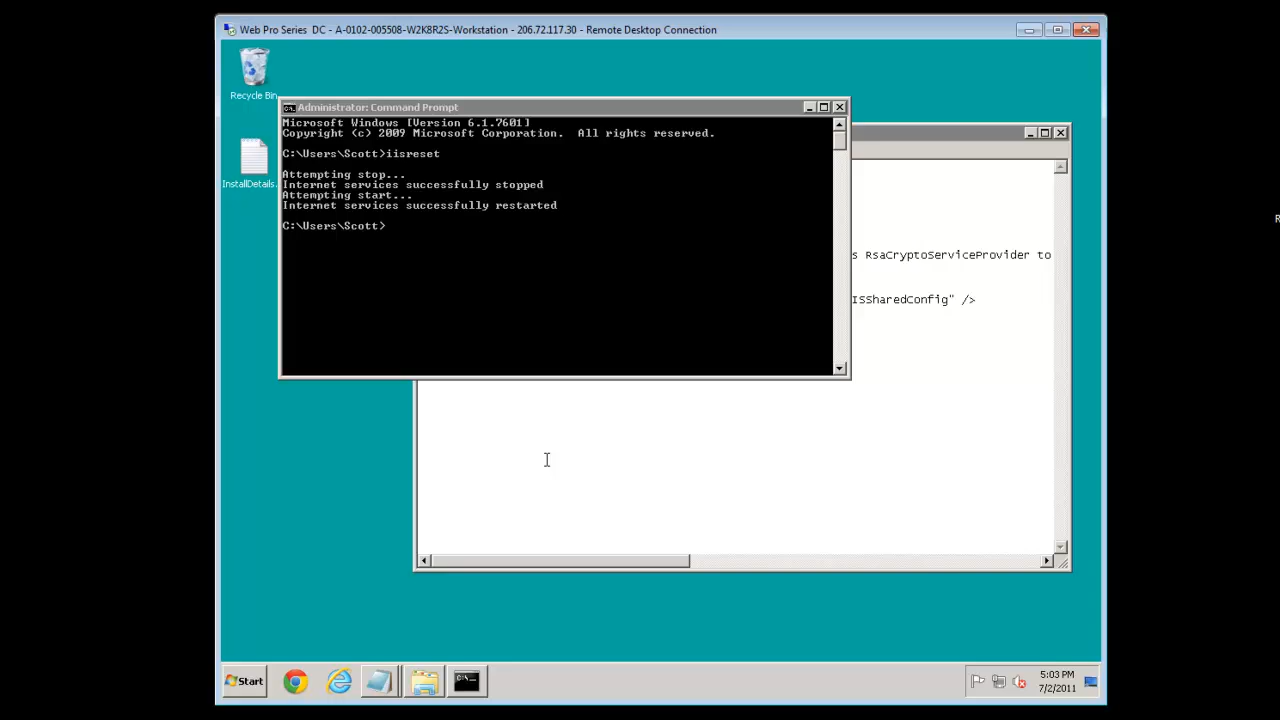 Web Pro Series DC - A-0102-005508-W2K8R2S-Workstation - 206.72.117.30 - Remote Desktop Connection
Recycle Bin
InstallDetails.
Administrator: Command Prompt
Microsoft Windows [Version 6.1.7601]
Copyright (c) 2009 Microsoft Corporation.  All rights reserved.
C:\Users\Scott>iisreset
Attempting stop...
Internet services successfully stopped
Attempting start...
Internet services successfully restarted
C:\Users\Scott>
s RsaCryptoServiceProvider to
ISSharedConfig" />
Start
5:03 PM
7/2/2011